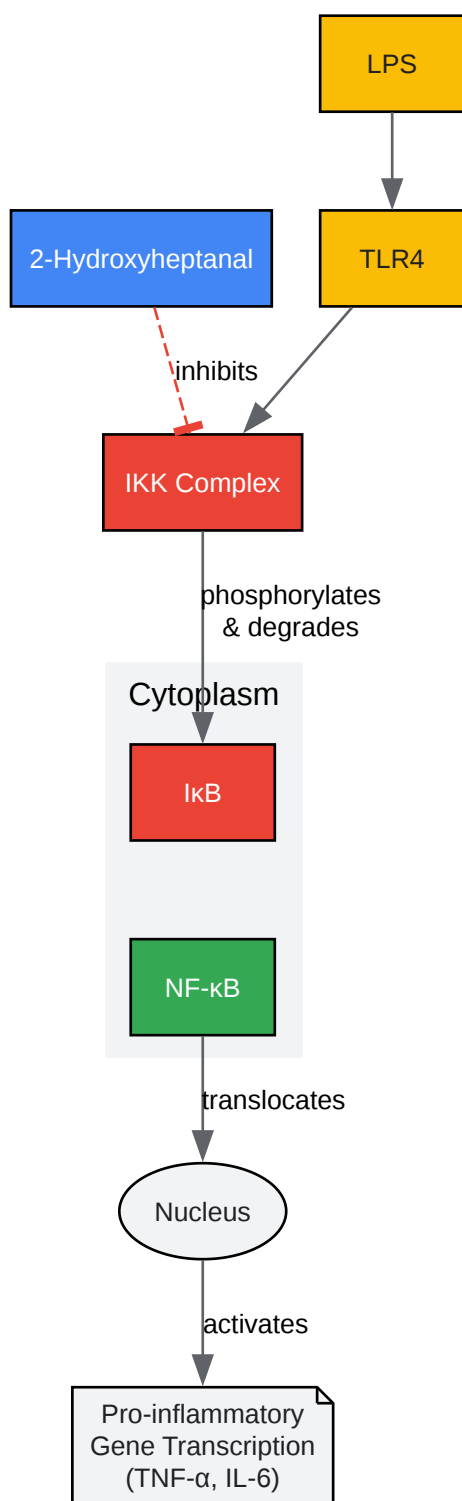 LPS
2-Hydroxyheptanal
TLR4
inhibits
IKK Complex
phosphorylates
& degrades
Cytoplasm
IκB
NF-κB
translocates
Nucleus
activates
Pro-inflammatory
Gene Transcription
(TNF-α, IL-6)